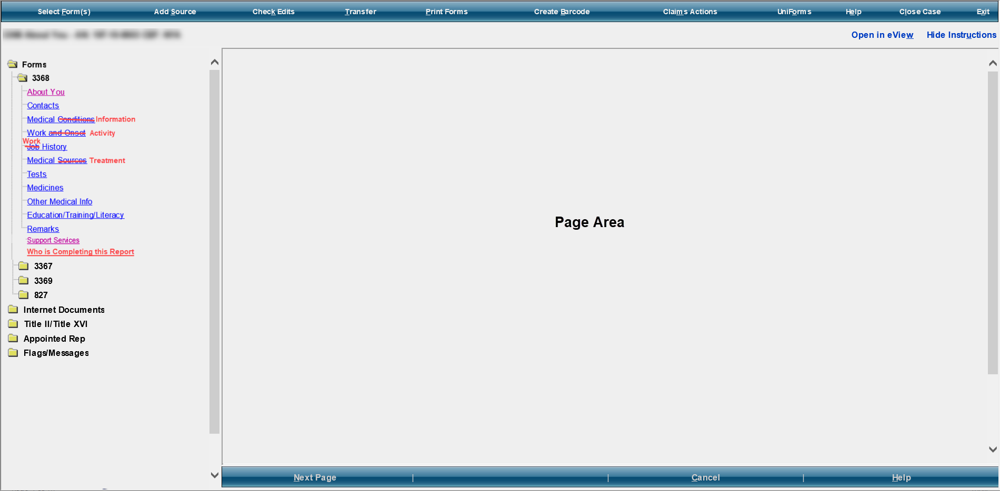 Select Form(s) Add Source Check Edits Transfer Print Forms Create Barcode Claims Actions UniForms Help Close Case Exit
Open in eView Hide Instructions
Forms
3368
About You
Contacts
Medical Conditions Information
Work and Onset Activity
Work
Job History
Medical Sources Treatment
Tests
Medicines
Other Medical Info
Education/Training/Literacy
Remarks
Support Services
Who is Completing this Report
3367
3369
827
Internet Documents
Title II/Title XVI
Appointed Rep
Flags/Messages
Page Area
Next Page | | Cancel | Help